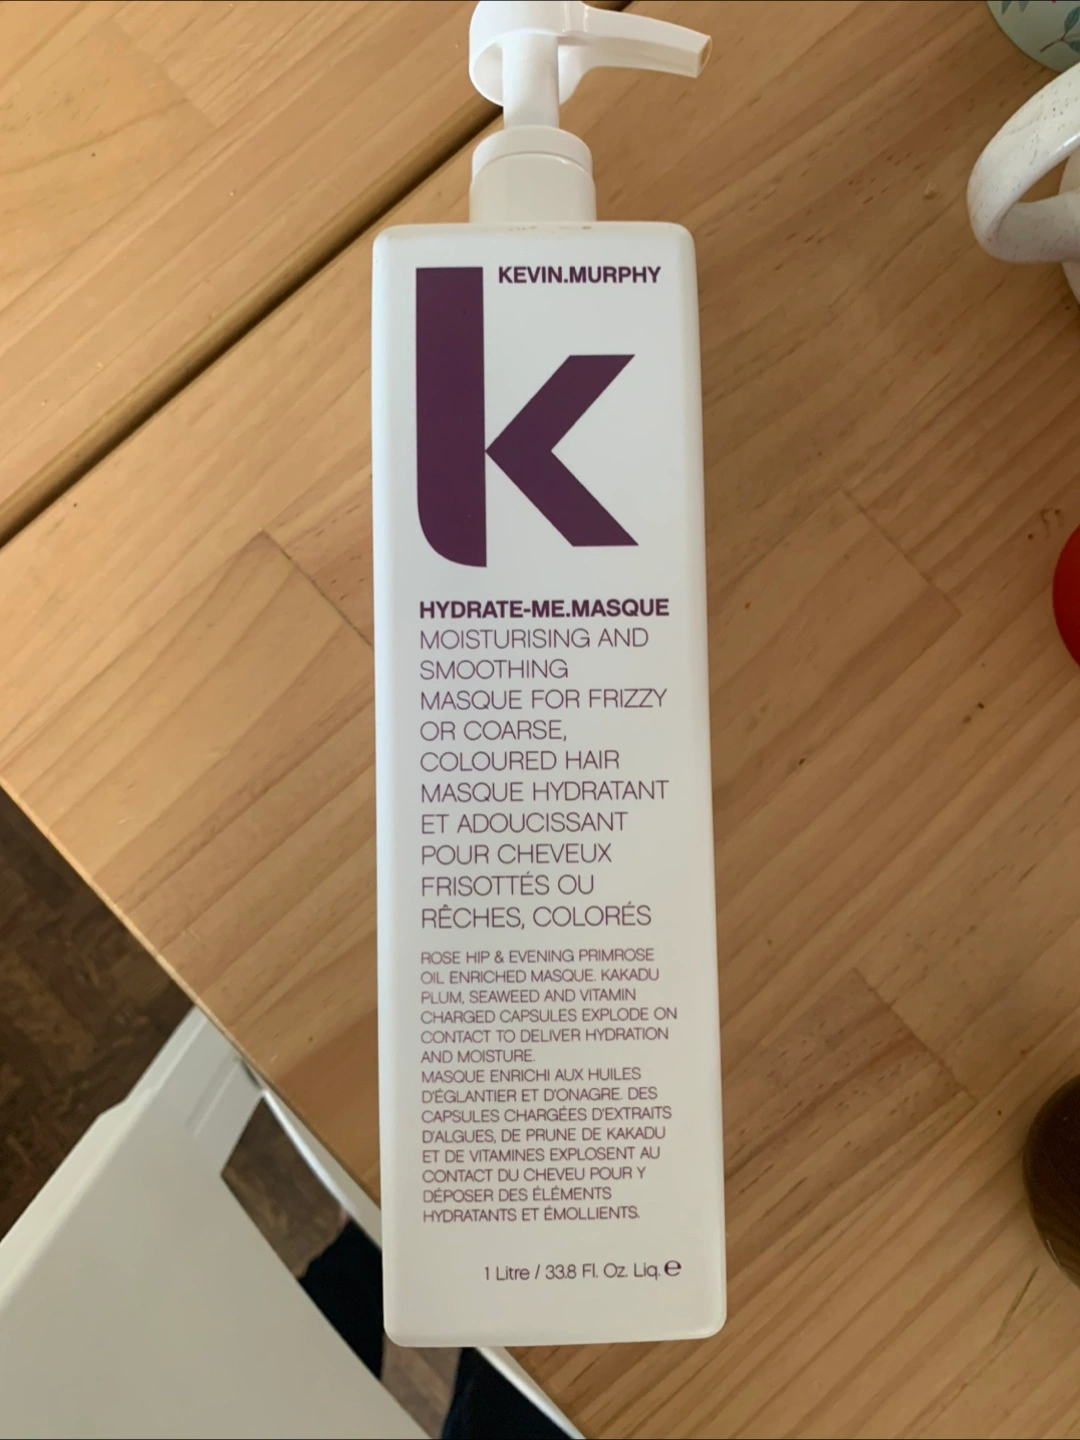 KEVIN.MURPHY
k
HYDRATE-ME.MASQUE
MOISTURISING AND
SMOOTHING
MASQUE FOR FRIZZY
OR COARSE,
COLOURED HAIR
MASQUE HYDRATANT
ET ADOUCISSANT
POUR CHEVEUX
FRISOTTÉS OU
RÊCHES, COLORÉS
ROSE HIP & EVENING PRIMROSE
OIL ENRICHED MASQUE. KAKADU
PLUM, SEAWEED AND VITAMIN
CHARGED CAPSULES EXPLODE ON
CONTACT TO DELIVER HYDRATION
AND MOISTURE.
MASQUE ENRICHI AUX HUILES
D'ÉGLANTIER ET D'ONAGRE. DES
CAPSULES CHARGÉES D'EXTRAITS
D'ALGUES, DE PRUNE DE KAKADU
ET DE VITAMINES EXPLOSENT AU
CONTACT DU CHEVEU POUR Y
DÉPOSER DES ÉLÉMENTS
HYDRATANTS ET ÉMOLLIENTS.
1 Litre / 33.8 Fl. Oz. Liq. ℮